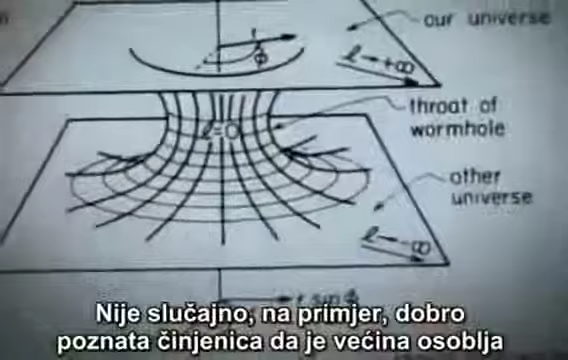 our universe
r
ϕ
ℓ→+∞
throat of
wormhole
ℓ=0
other
universe
ℓ→-∞
r sin ϕ
Nije slučajno, na primjer, dobro
poznata činjenica da je većina osoblja